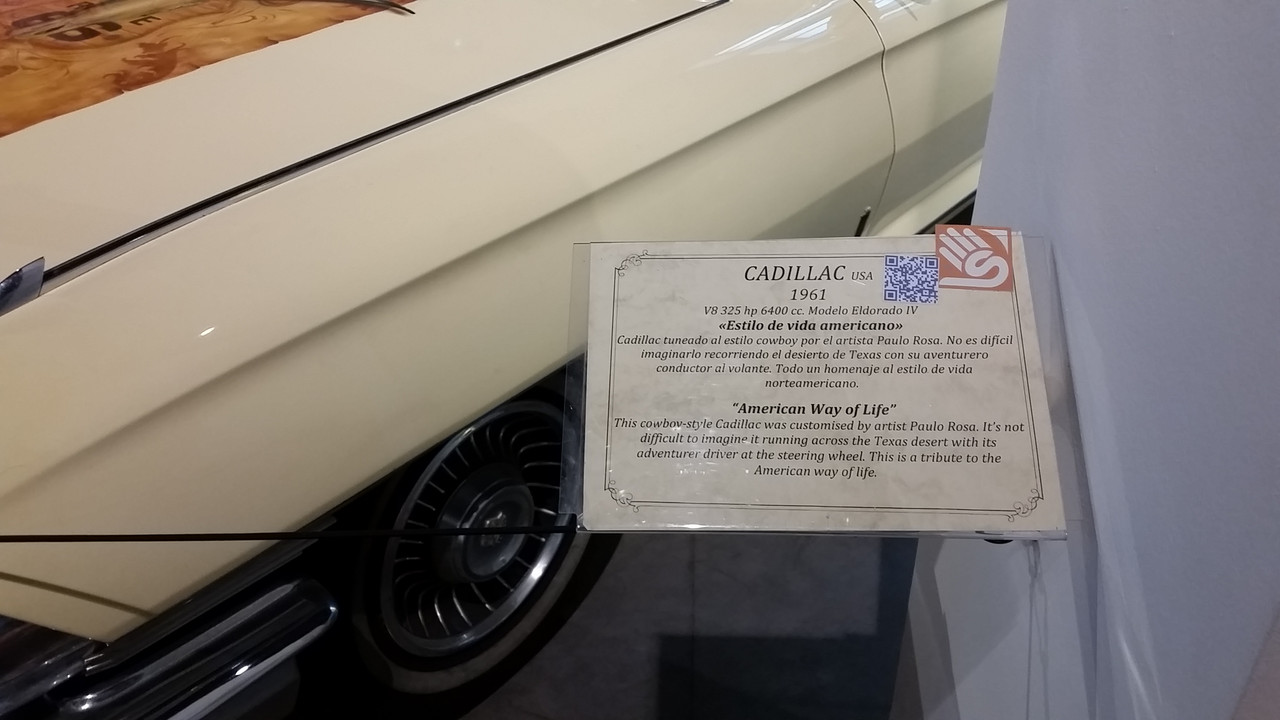 CADILLAC USA
1961
V8 325 hp 6400 cc. Modelo Eldorado IV
«Estilo de vida americano»
Cadillac tuneado al estilo cowboy por el artista Paulo Rosa. No es difícil
imaginarlo recorriendo el desierto de Texas con su aventurero
conductor al volante. Todo un homenaje al estilo de vida
norteamericano.
“American Way of Life”
This cowboy-style Cadillac was customised by artist Paulo Rosa. It's not
difficult to imagine it running across the Texas desert with its
adventurer driver at the steering wheel. This is a tribute to the
American way of life.